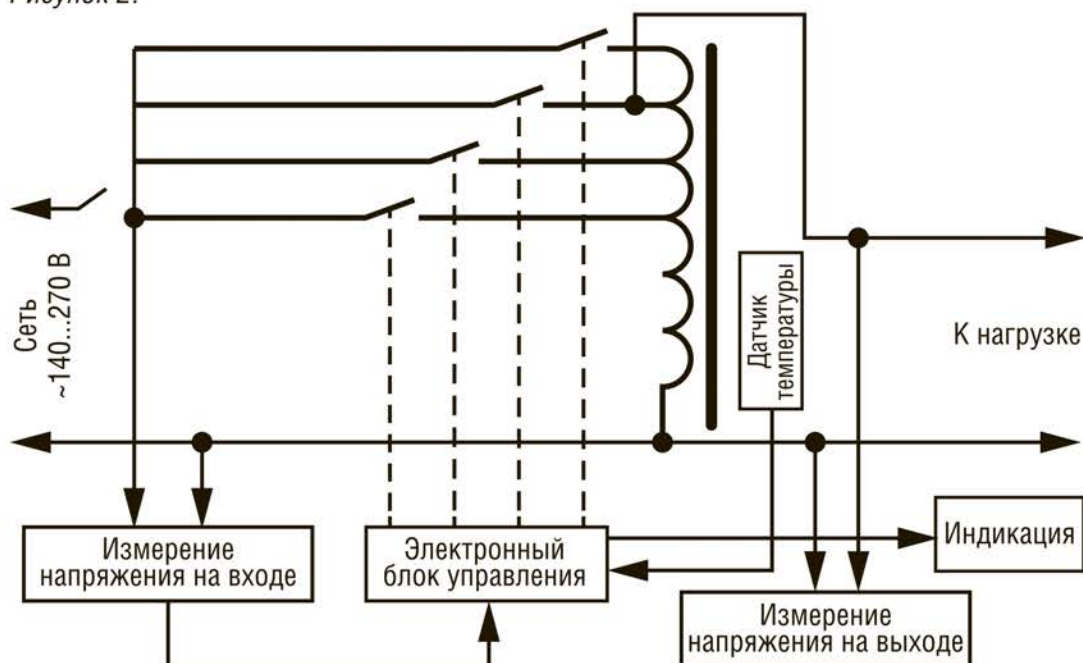 Рисунок 2.
Сеть
~140...270 В
Датчик
температуры
К нагрузке
Измерение
напряжения на входе
Электронный
блок управления
Индикация
Измерение
напряжения на выходе